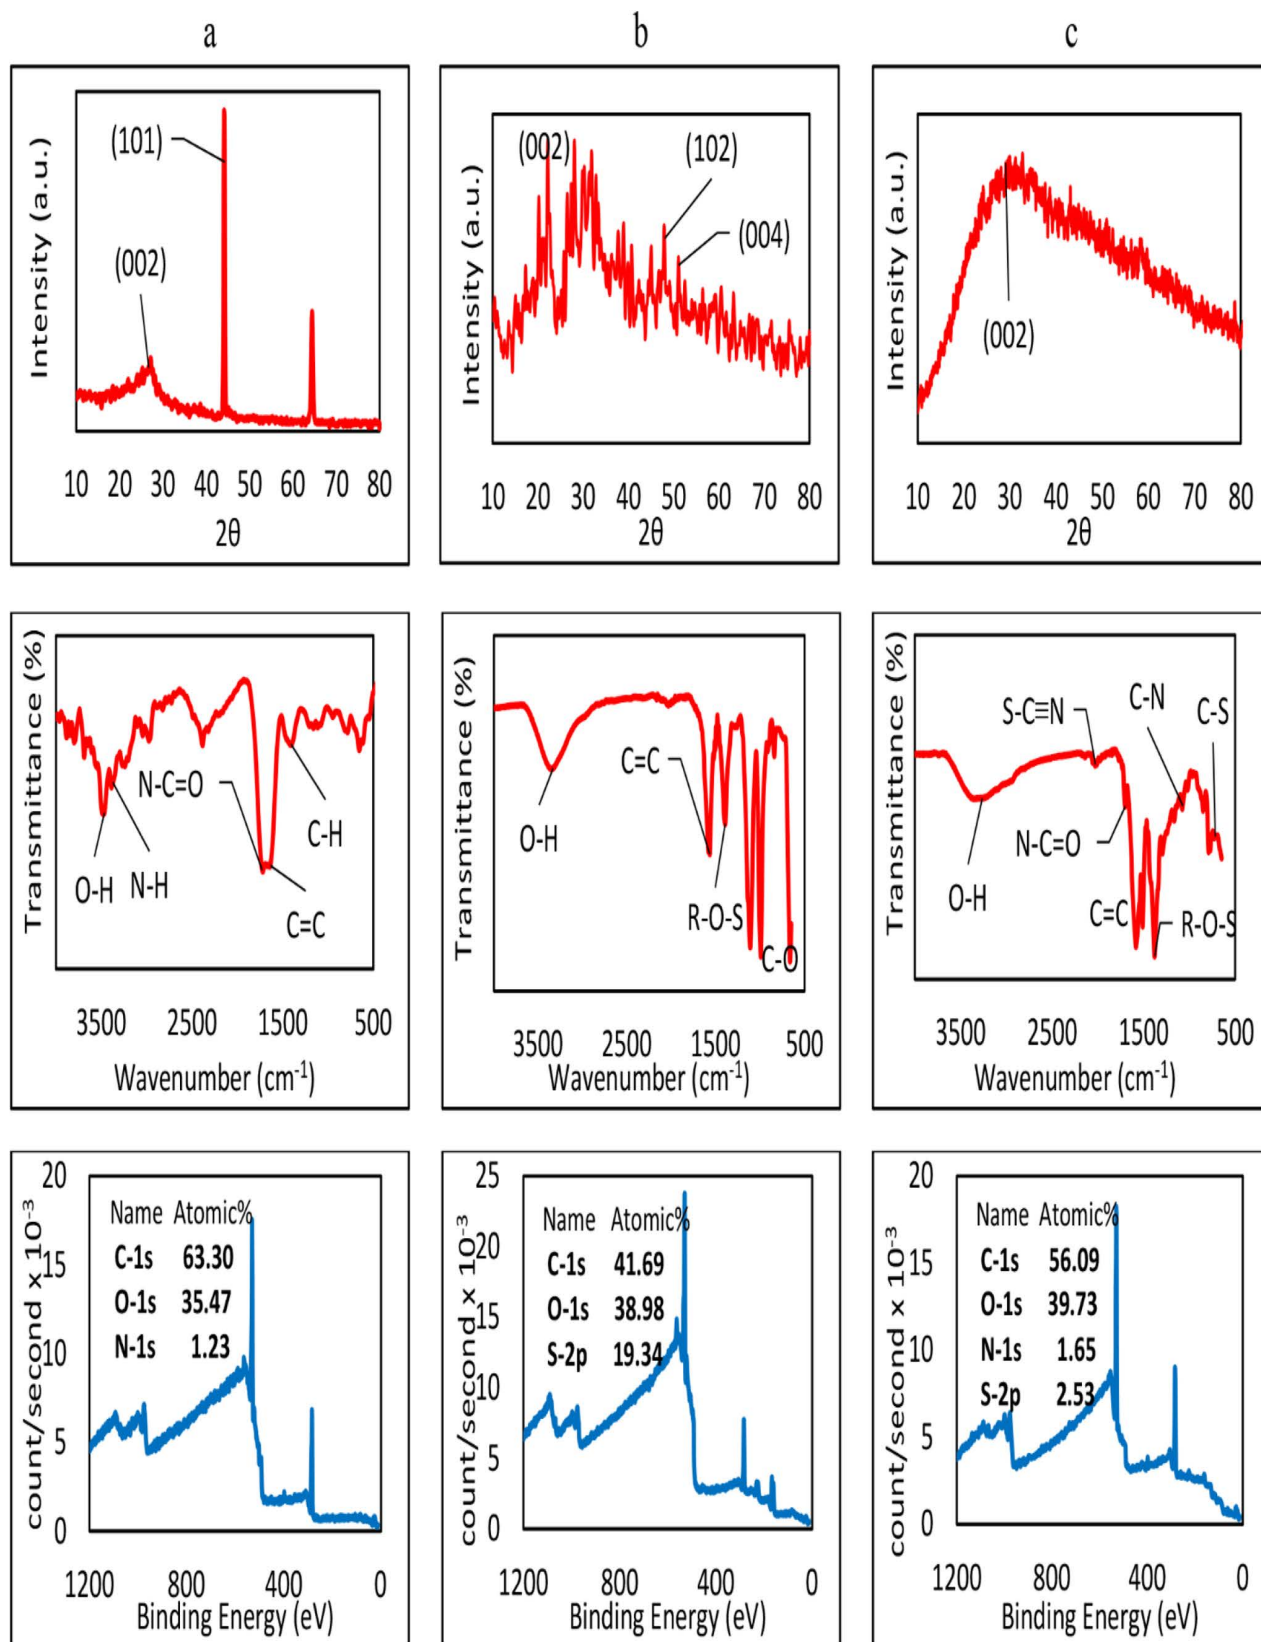 a
b
c
Intensity (a.u.)
(101)
(002)
10 20 30 40 50 60 70 80
2θ
Intensity (a.u.)
(002)
(102)
(004)
10 20 30 40 50 60 70 80
2θ
Intensity (a.u.)
(002)
10 20 30 40 50 60 70 80
2θ
Transmittance (%)
N-C=O
C-H
O-H
N-H
C=C
3500 2500 1500 500
Wavenumber (cm⁻¹)
Transmittance (%)
C=C
O-H
R-O-S
C-O
3500 2500 1500 500
Wavenumber (cm⁻¹)
Transmittance (%)
S-C≡N
C-N
C-S
N-C=O
O-H
C=C
R-O-S
3500 2500 1500 500
Wavenumber (cm⁻¹)
count/second x 10⁻³
20
15
10
5
0
Name Atomic%
C-1s 63.30
O-1s 35.47
N-1s 1.23
1200 800 400 0
Binding Energy (eV)
count/second x 10⁻³
25
20
15
10
5
0
Name Atomic%
C-1s 41.69
O-1s 38.98
S-2p 19.34
1200 800 400 0
Binding Energy (eV)
count/second x 10⁻³
20
15
10
5
0
Name Atomic%
C-1s 56.09
O-1s 39.73
N-1s 1.65
S-2p 2.53
1200 800 400 0
Binding Energy (eV)